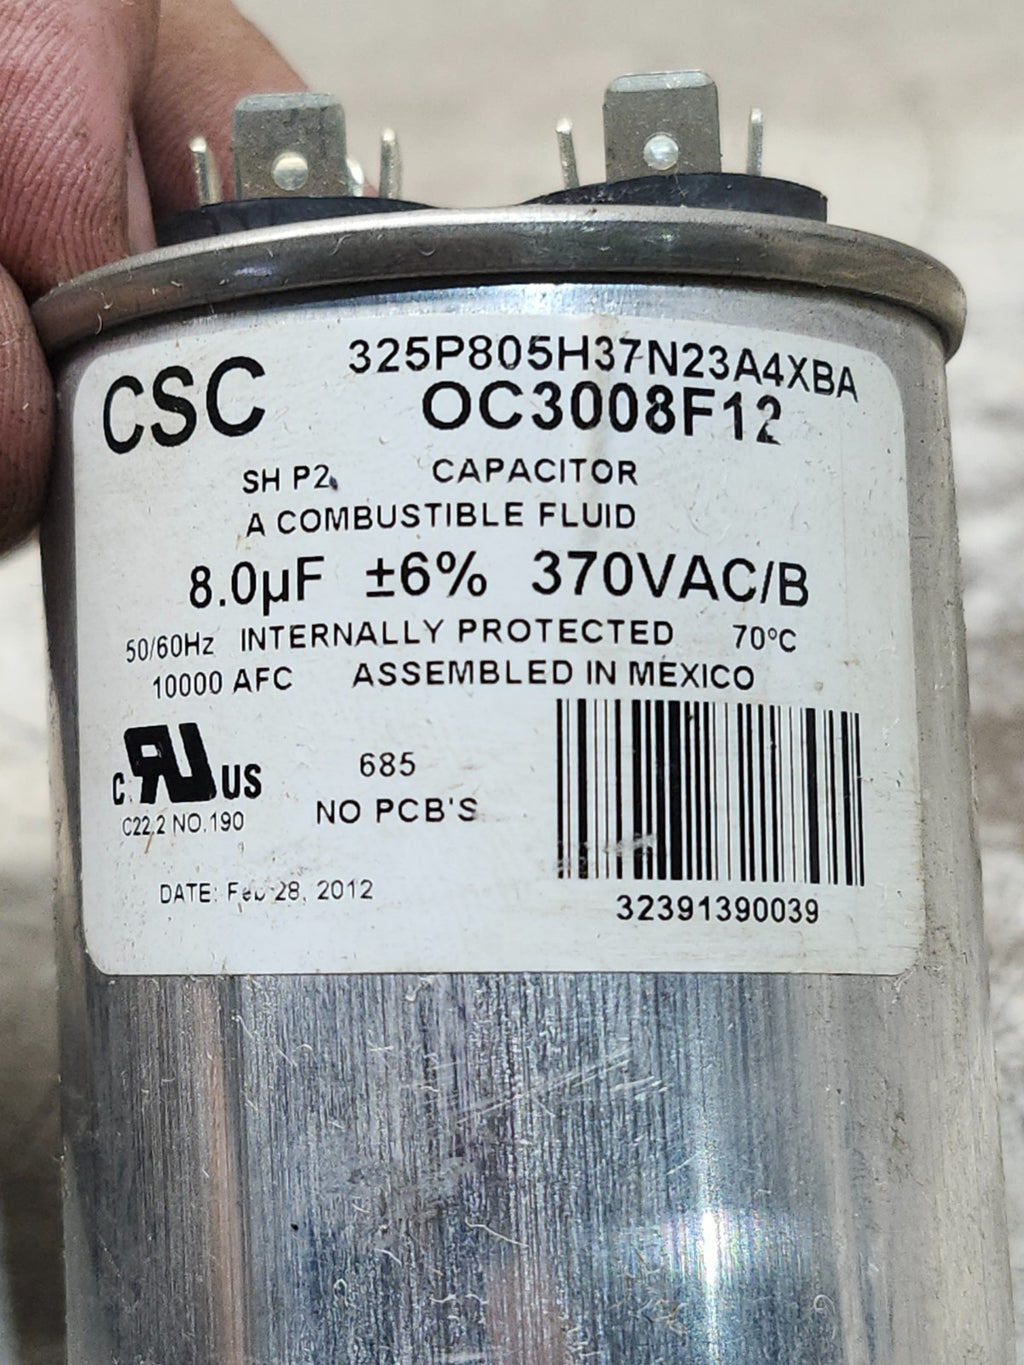 CSC
325P805H37N23A4XBA
OC3008F12
SH P2 CAPACITOR
A COMBUSTIBLE FLUID
8.0µF ±6% 370VAC/B
50/60Hz INTERNALLY PROTECTED 70°C
10000 AFC ASSEMBLED IN MEXICO
C RU US
C22.2 NO.190
685
NO PCB'S
DATE: Feb 28, 2012
32391390039